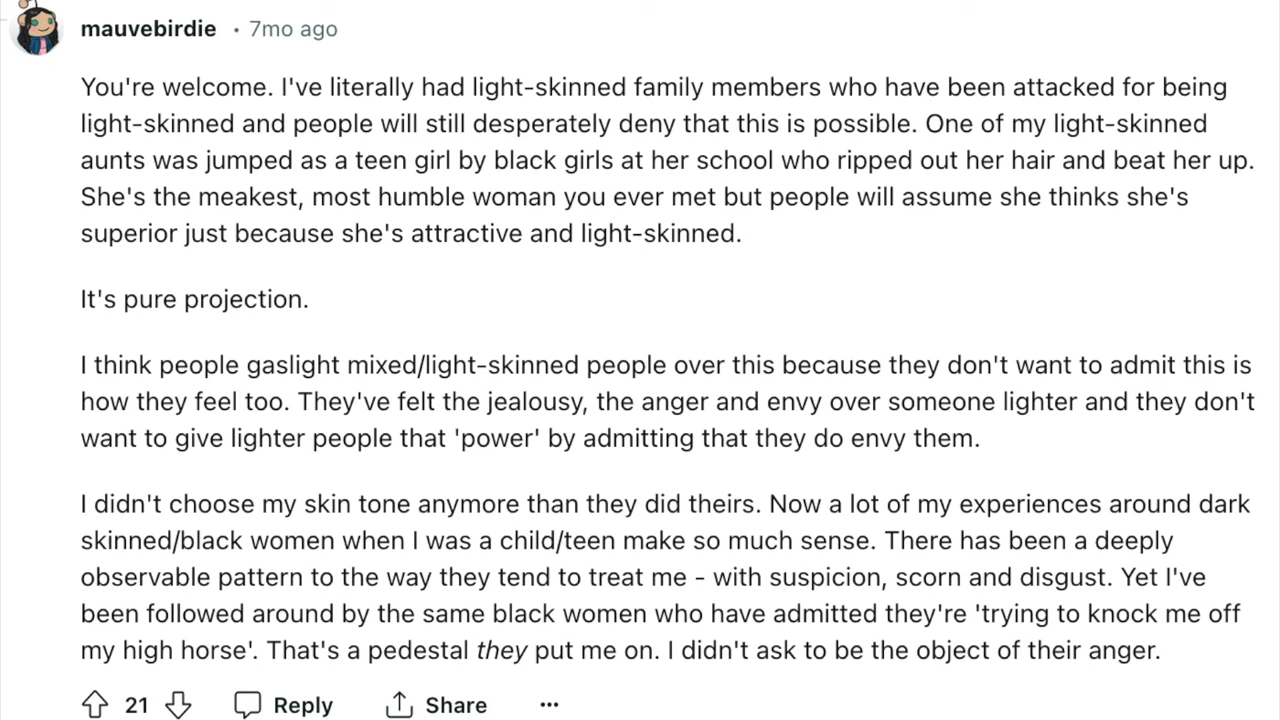 mauvebirdie • 7mo ago
You're welcome. I've literally had light-skinned family members who have been attacked for being
light-skinned and people will still desperately deny that this is possible. One of my light-skinned
aunts was jumped as a teen girl by black girls at her school who ripped out her hair and beat her up.
She's the meakest, most humble woman you ever met but people will assume she thinks she's
superior just because she's attractive and light-skinned.
It's pure projection.
I think people gaslight mixed/light-skinned people over this because they don't want to admit this is
how they feel too. They've felt the jealousy, the anger and envy over someone lighter and they don't
want to give lighter people that 'power' by admitting that they do envy them.
I didn't choose my skin tone anymore than they did theirs. Now a lot of my experiences around dark
skinned/black women when I was a child/teen make so much sense. There has been a deeply
observable pattern to the way they tend to treat me - with suspicion, scorn and disgust. Yet I've
been followed around by the same black women who have admitted they're 'trying to knock me off
my high horse'. That's a pedestal they put me on. I didn't ask to be the object of their anger.
21 Reply Share ...